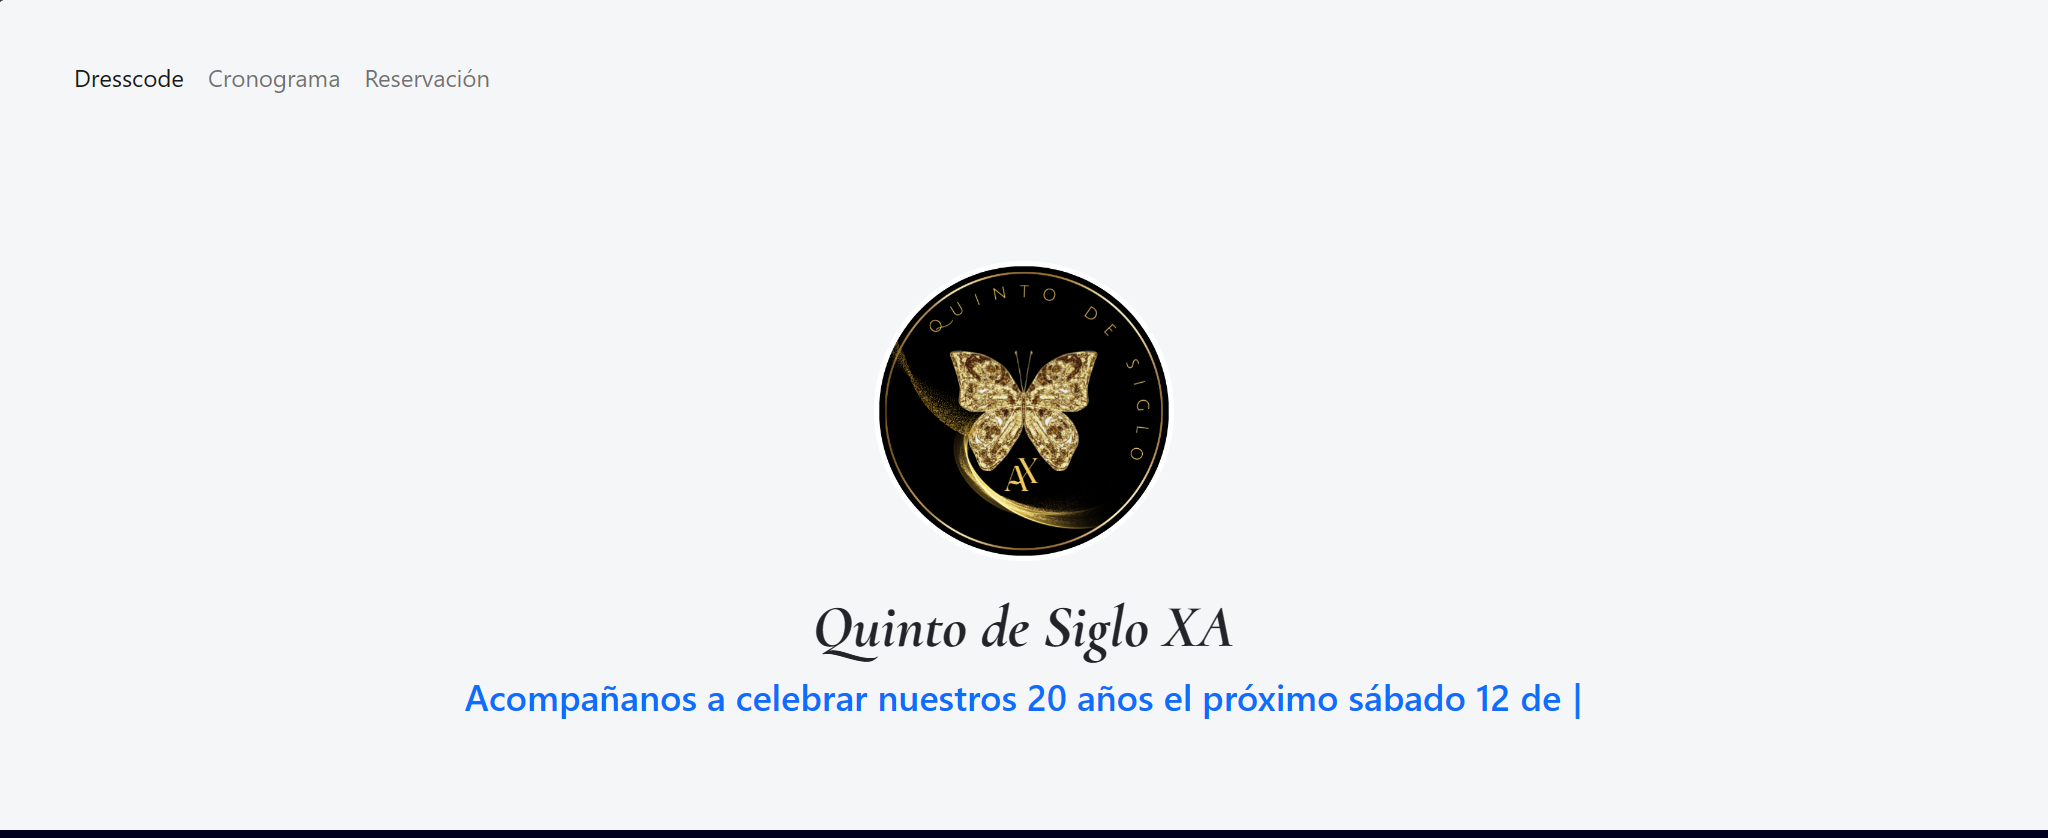 Dresscode Cronograma Reservación
QUINTO DE SIGLO
AX
Quinto de Siglo XA
Acompañanos a celebrar nuestros 20 años el próximo sábado 12 de |